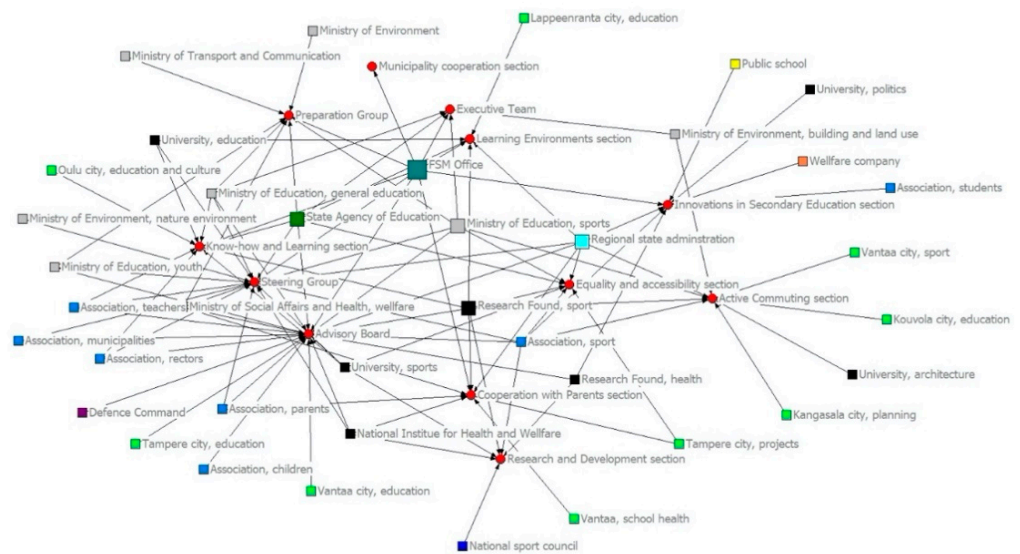 Lappeenranta city, education
Ministry of Environment
Ministry of Transport and Communication
Municipality cooperation section
Public school
University, politics
Executive Team
Preparation Group
Ministry of Environment, building and land use
University, education
Learning Environments section
Wellfare company
FSM Office
Oulu city, education and culture
Association, students
Ministry of Education, general education
Innovations in Secondary Education section
Ministry of Environment, nature environment
State Agency of Education
Ministry of Education, sports
Regional state adminstration
Know-how and Learning section
Vantaa city, sport
Ministry of Education, youth
Steering Group
Equality and accessibility section
Active Commuting section
Association, teachers
Ministry of Social Affairs and Health, wellfare
Research Found, sport
Kouvola city, education
Advisory Board
Association, municipalities
Association, sport
Association, rectors
University, sports
University, architecture
Research Found, health
Cooperation with Parents section
Defence Command
Association, parents
Kangasala city, planning
National Institue for Health and Wellfare
Tampere city, education
Tampere city, projects
Research and Development section
Association, children
Vantaa city, education
Vantaa, school health
National sport council